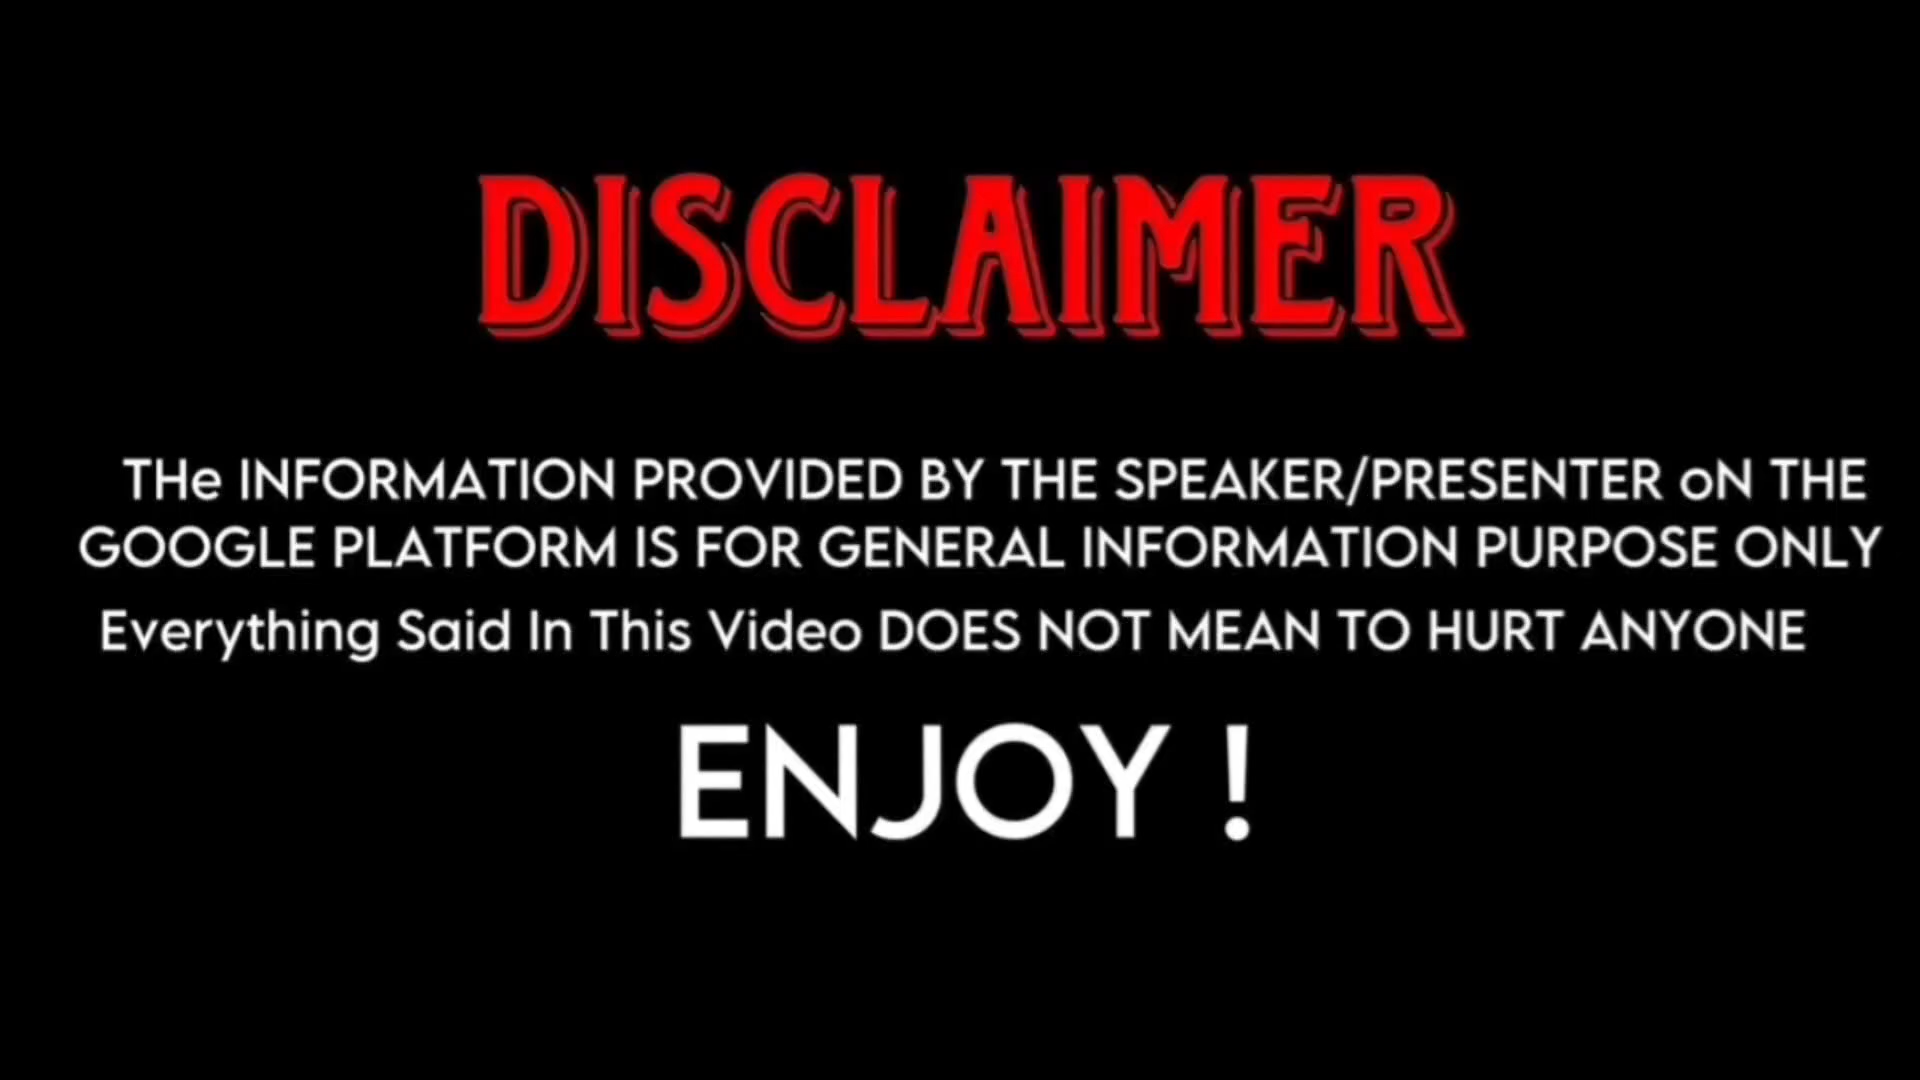 DISCLAIMER
THe INFORMATION PROVIDED BY THE SPEAKER/PRESENTER oN THE
GOOGLE PLATFORM IS FOR GENERAL INFORMATION PURPOSE ONLY
Everything Said In This Video DOES NOT MEAN TO HURT ANYONE
ENJOY !